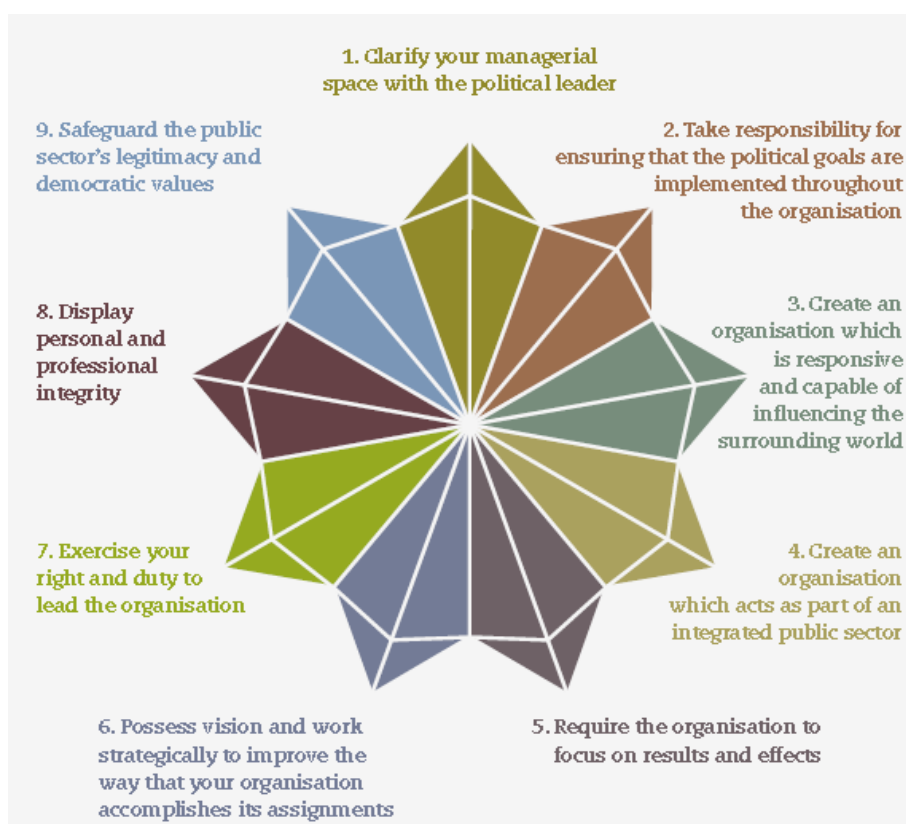 1. Clarify your managerial
space with the political leader
2. Take responsibility for
ensuring that the political goals are
implemented throughout
the organisation
3. Create an
organisation which
is responsive
and capable of
influencing the
surrounding world
4. Create an
organisation
which acts as part of an
integrated public sector
5. Require the organisation to
focus on results and effects
6. Possess vision and work
strategically to improve the
way that your organisation
accomplishes its assignments
7. Exercise your
right and duty to
lead the organisation
8. Display
personal and
professional
integrity
9. Safeguard the public
sector's legitimacy and
democratic values